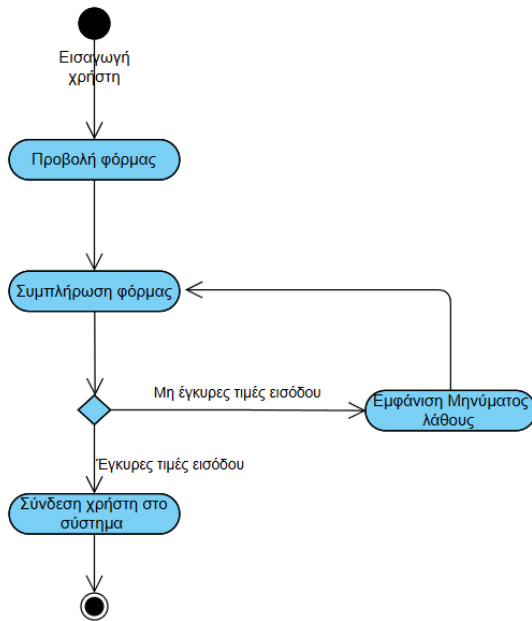 Εισαγωγή
χρήστη
Προβολή φόρμας
Συμπλήρωση φόρμας
Μη έγκυρες τιμές εισόδου
Εμφάνιση Μηνύματος
λάθους
Έγκυρες τιμές εισόδου
Σύνδεση χρήστη στο
σύστημα